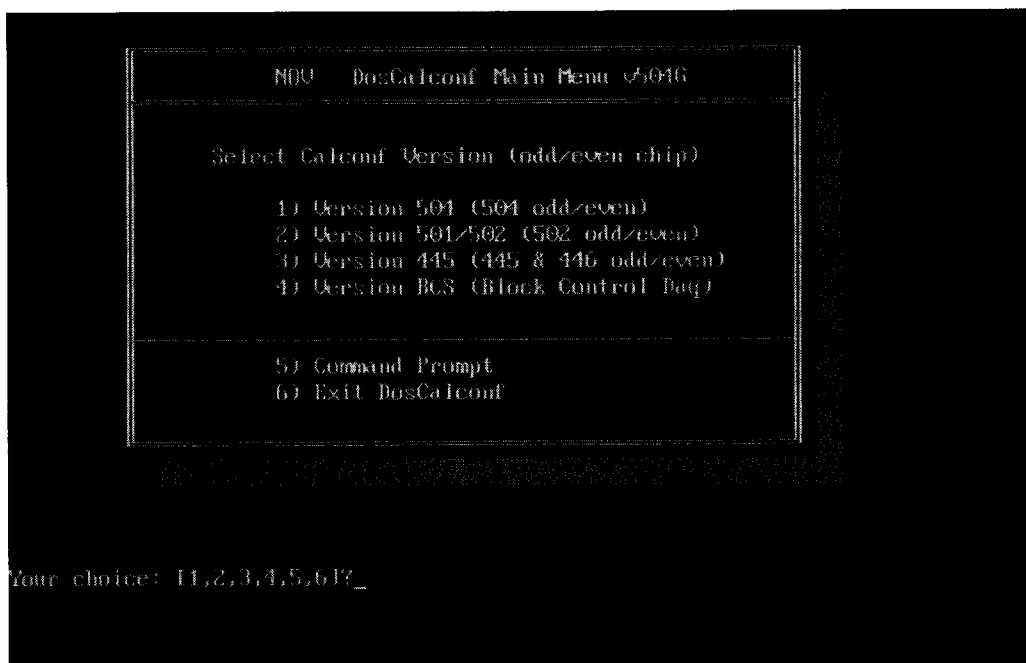 NOV DosCalconf Main Menu v5046
Select Calconf Version (odd/even chip)
1) Version 504 (504 odd/even)
2) Version 501/502 (502 odd/even)
3) Version 445 (445 & 446 odd/even)
4) Version BCS (Block Control Daq)
5) Command Prompt
6) Exit DosCalconf
Your choice: [1,2,3,4,5,6]?_